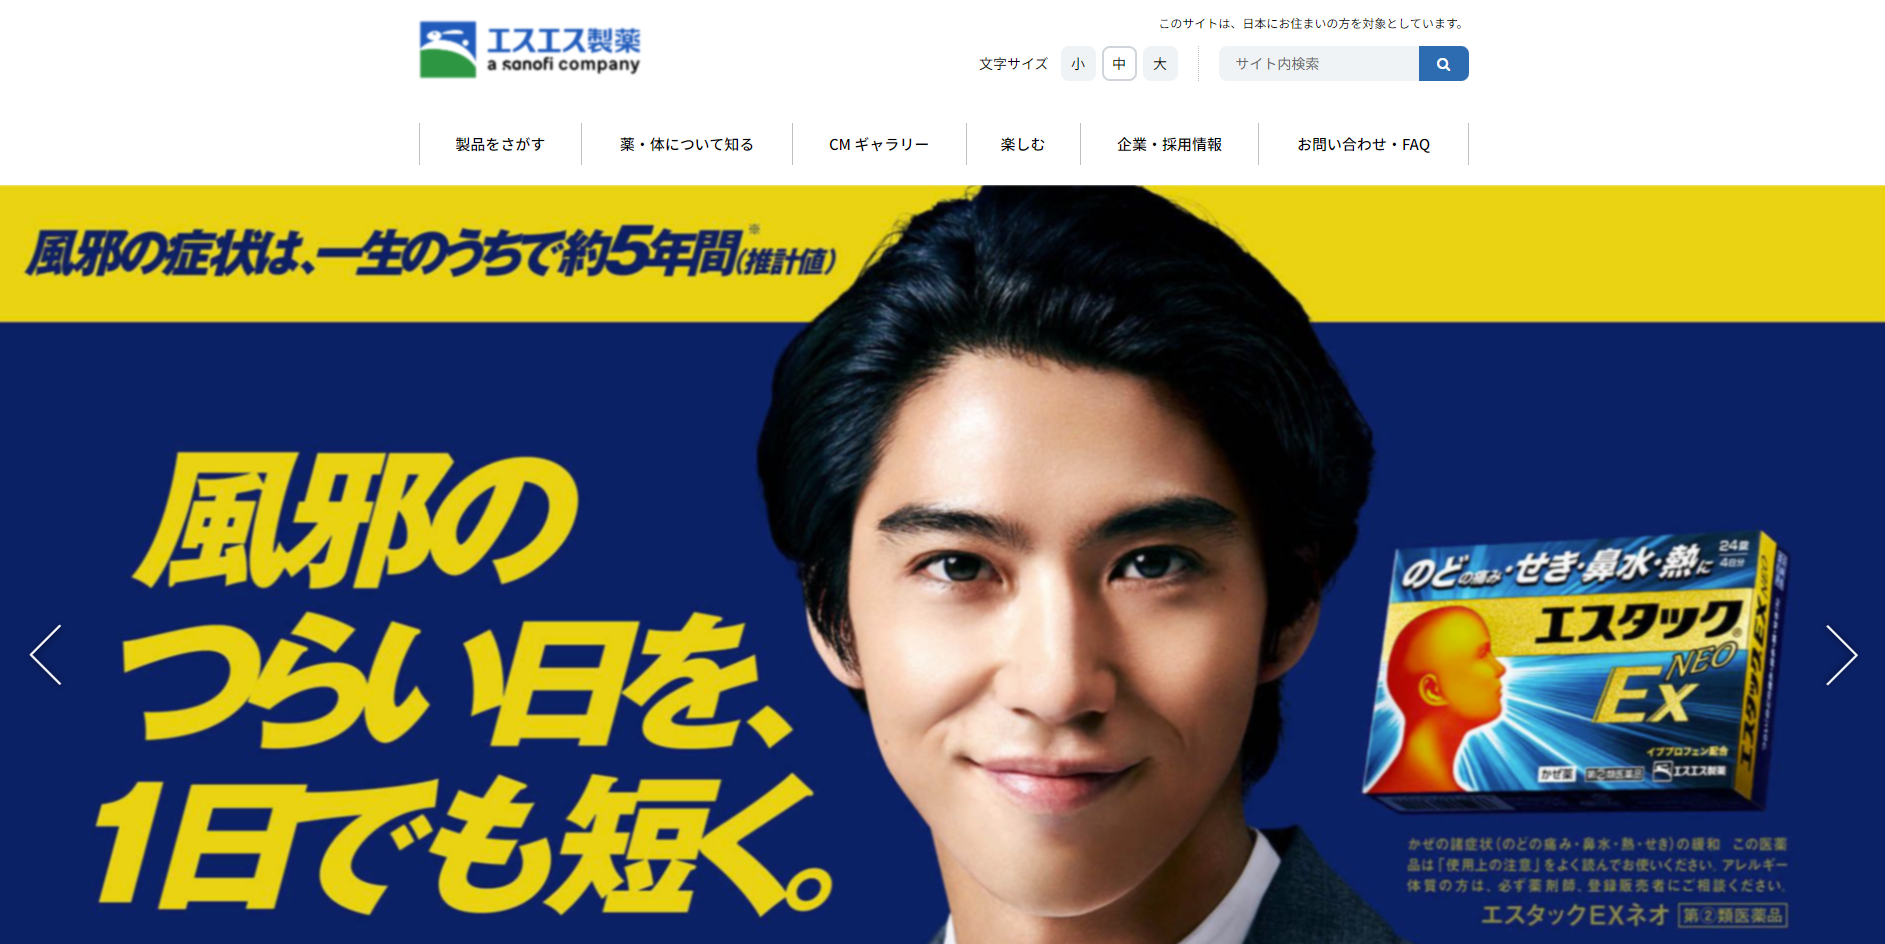 エスエス製薬
a sanofi company
このサイトは、日本にお住まいの方を対象としています。
文字サイズ 小 中 大
サイト内検索
製品をさがす 薬・体について知る CM ギャラリー 楽しむ 企業・採用情報 お問い合わせ・FAQ
風邪の症状は、一生のうちで約5年間※(推計値)
風邪の
つらい日を、
1日でも短く。
のどの痛み・せき・鼻水・熱に
24錠
4日分
エスタック®
EX NEO
イブプロフェン配合
かぜ薬 第②類医薬品 エスエス製薬
エスタックEX NEO
かぜの諸症状(のどの痛み・鼻水・熱・せき)の緩和 この医薬
品は「使用上の注意」をよく読んでお使いください。アレルギー
体質の方は、必ず薬剤師、登録販売者にご相談ください。
エスタックEXネオ 第②類医薬品